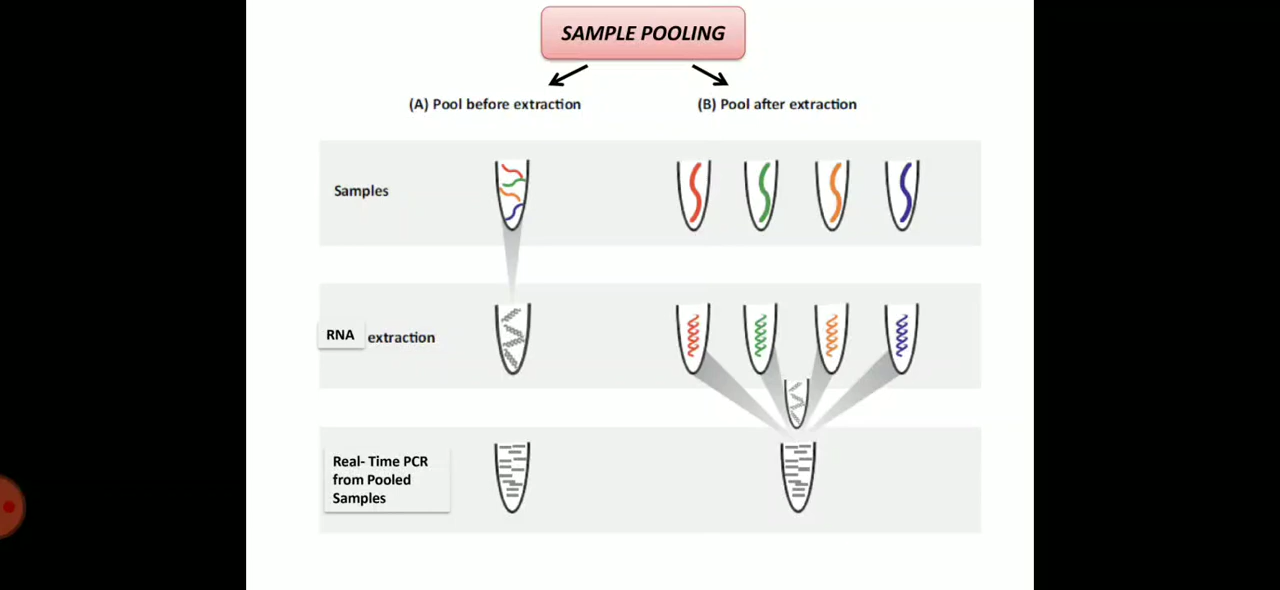 SAMPLE POOLING
(A) Pool before extraction
(B) Pool after extraction
Samples
RNA extraction
Real- Time PCR
from Pooled
Samples